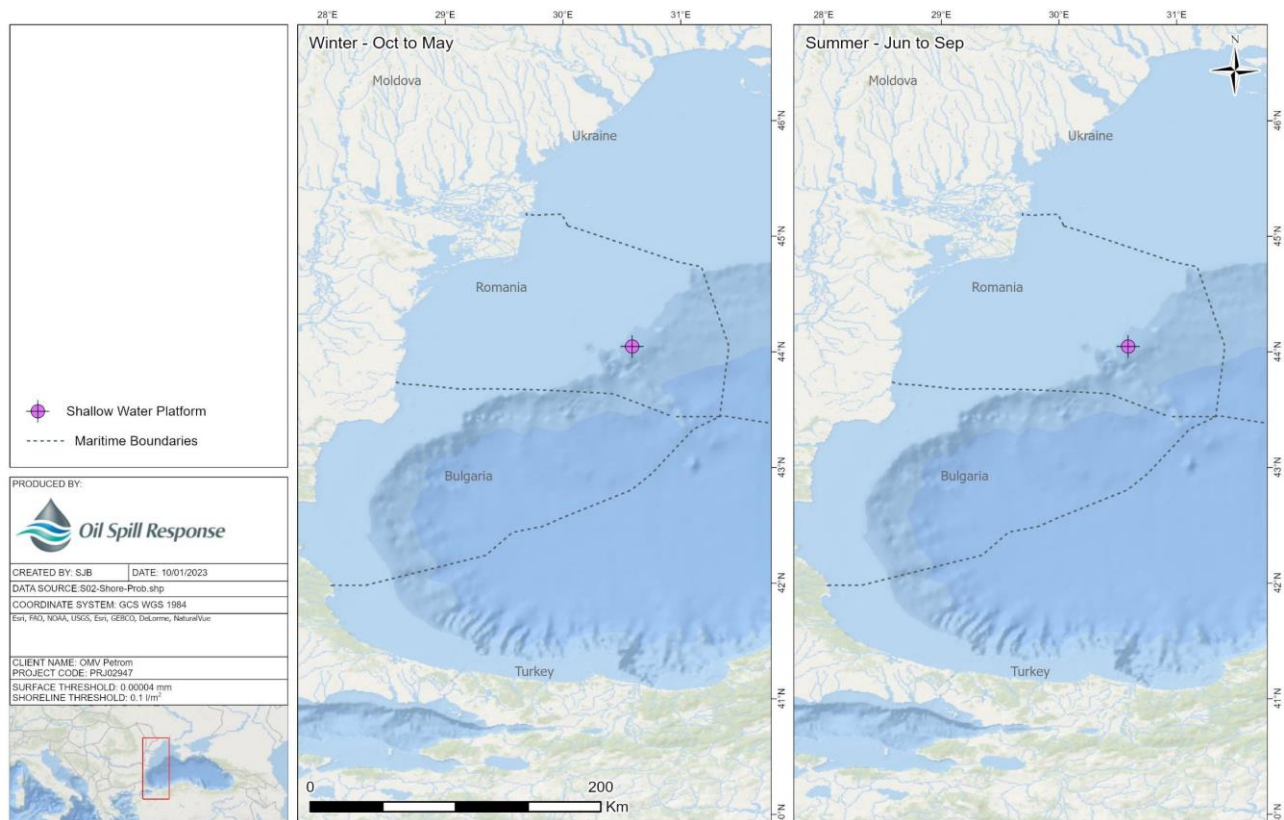 Shallow Water Platform
Maritime Boundaries
PRODUCED BY:
Oil Spill Response
CREATED BY: SJB DATE: 10/01/2023
DATA SOURCE:S02-Shore-Prob.shp
COORDINATE SYSTEM: GCS WGS 1984
Esri, FAO, NOAA, USGS, Esri, GEBCO, DeLorme, NaturalVue
CLIENT NAME: OMV Petrom
PROJECT CODE: PRJ02947
SURFACE THRESHOLD: 0.00004 mm
SHORELINE THRESHOLD: 0.1 l/m²
28°E 29°E 30°E 31°E
Winter - Oct to May
Moldova
Ukraine
Romania
Bulgaria
Turkey
0 200
Km
46°N
45°N
44°N
43°N
42°N
41°N
0°N
28°E 29°E 30°E 31°E
Summer - Jun to Sep
N
Moldova
Ukraine
Romania
Bulgaria
Turkey
46°N
45°N
44°N
43°N
42°N
41°N
0°N